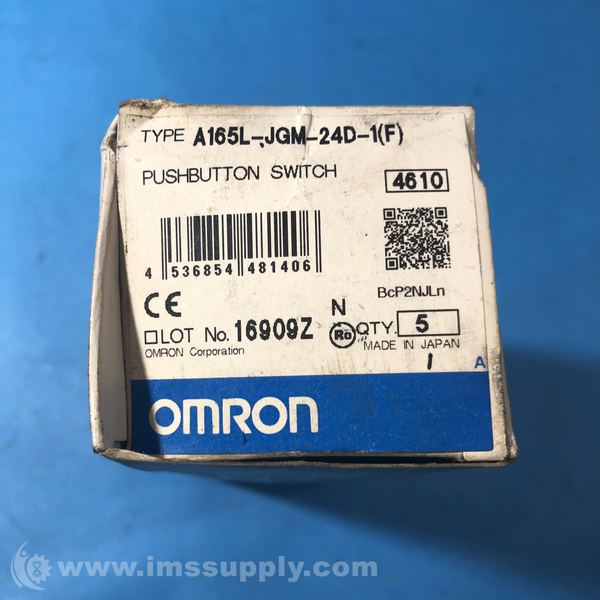 TYPE A165L-JGM-24D-1(F)
PUSHBUTTON SWITCH
4610
4 536854 481406
BcP2NJLn
CE
N
LOT No. 16909Z
QTY. 5
OMRON Corporation
MADE IN JAPAN
1
A
OMRON
www.imssupply.com